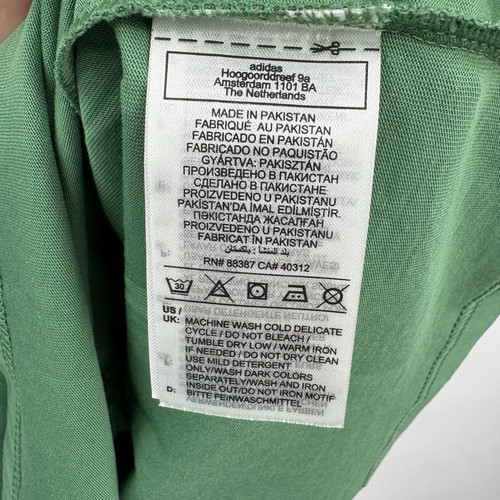 adidas
Hoogoorddreef 9a
Amsterdam 1101 BA
The Netherlands
MADE IN PAKISTAN
FABRIQUÉ AU PAKISTAN
FABRICADO EN PAKISTÁN
FABRICADO NO PAQUISTÃO
GYÁRTVA: PAKISZTÁN
ПРОИЗВЕДЕНО В ПАКИСТАН
СДЕЛАНО В ПАКИСТАНЕ
PROIZVEDENO U PAKISTANU
PAKİSTAN'DA İMAL EDİLMİŞTİR.
ПӘКІСТАНДА ЖАСАЛҒАН
PROIZVEDENO U PAKISTANU
FABRICAT ÎN PAKISTAN
بلد المنشأ : باكستان
RN# 88387 CA# 40312
30
US /
UK: MACHINE WASH COLD DELICATE
CYCLE / DO NOT BLEACH /
TUMBLE DRY LOW / WARM IRON
IF NEEDED / DO NOT DRY CLEAN
USE MILD DETERGENT
ONLY/WASH DARK COLORS
SEPARATELY/WASH AND IRON
INSIDE OUT/DO NOT IRON MOTIF
D: BITTE FEINWASCHMITTEL